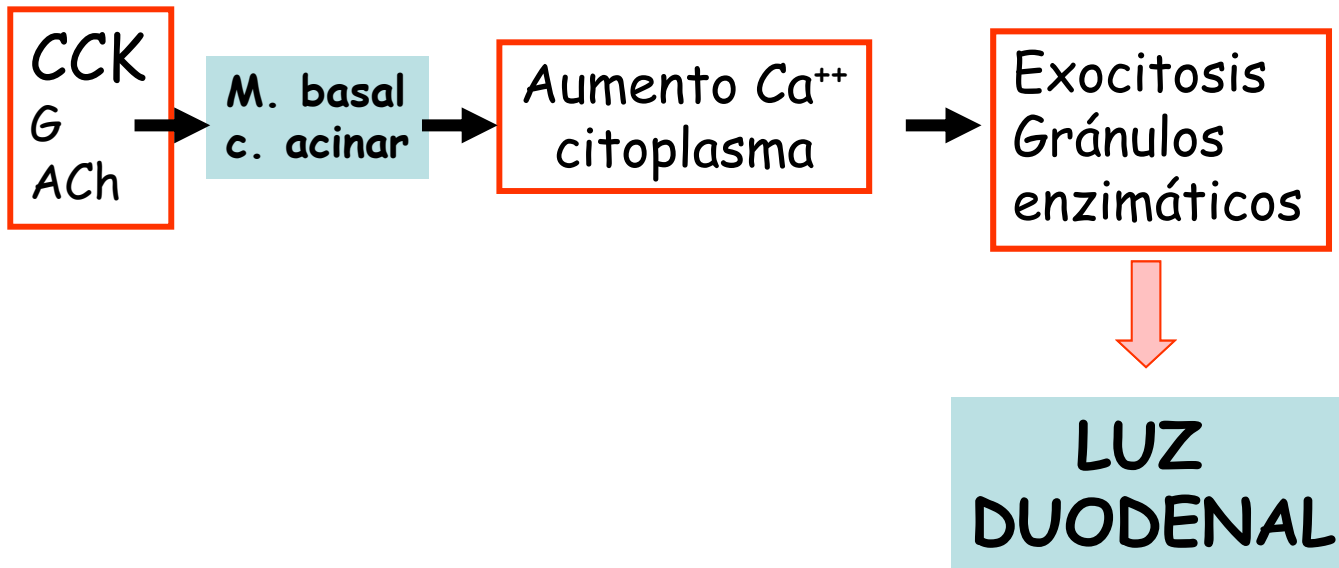 CCK
G
ACh
M. basal
c. acinar
Aumento Ca⁺⁺
citoplasma
Exocitosis
Gránulos
enzimáticos
LUZ
DUODENAL